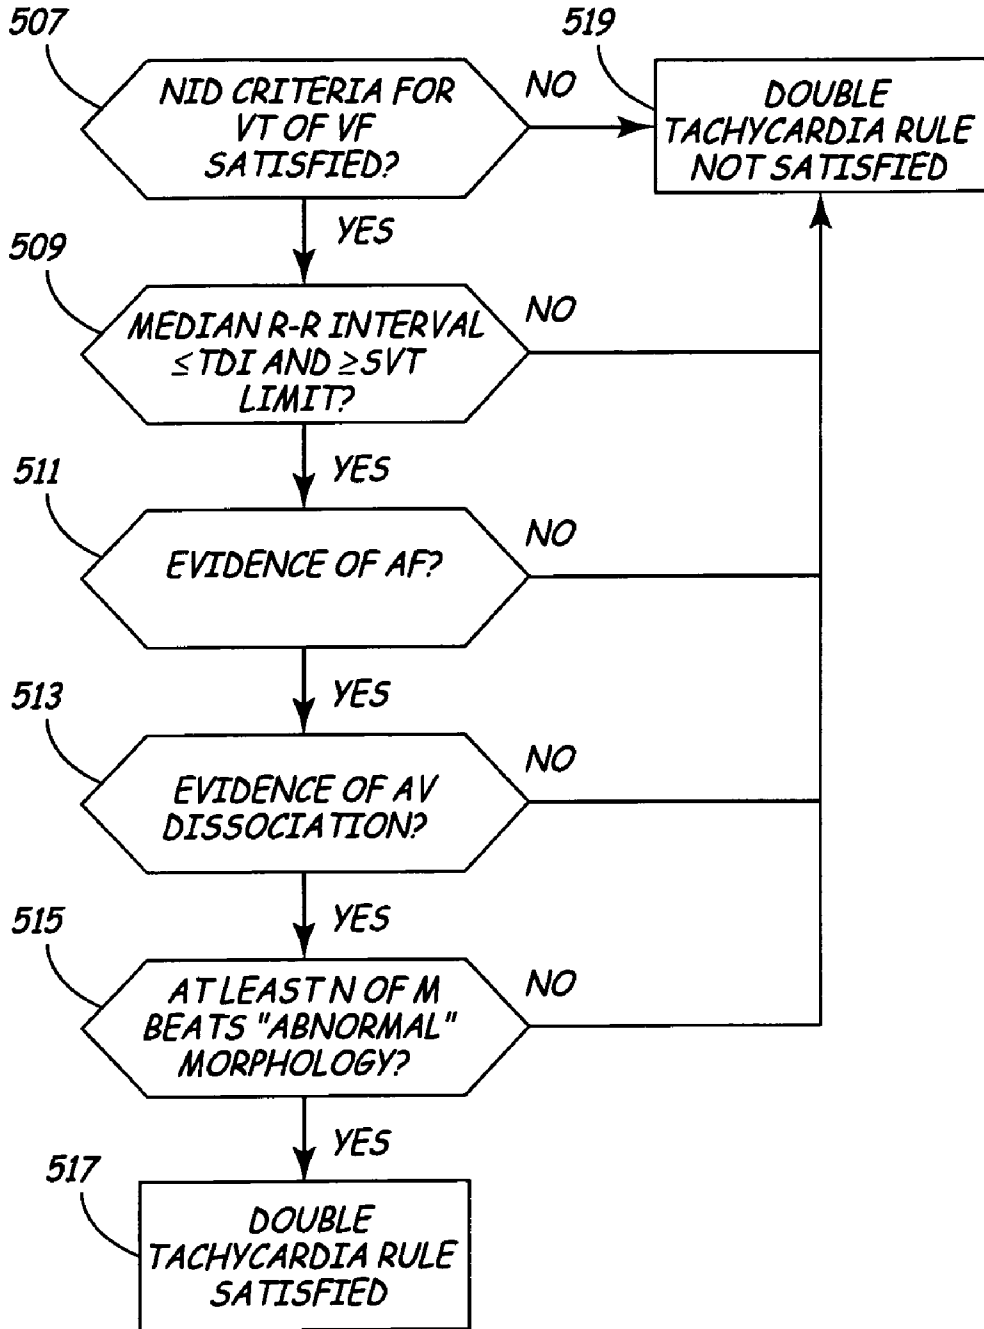 507
NID CRITERIA FOR
VT OF VF
SATISFIED?
NO
519
DOUBLE
TACHYCARDIA RULE
NOT SATISFIED
YES
509
MEDIAN R-R INTERVAL
≤TDI AND ≥SVT
LIMIT?
NO
YES
511
EVIDENCE OF AF?
NO
YES
513
EVIDENCE OF AV
DISSOCIATION?
NO
YES
515
AT LEAST N OF M
BEATS "ABNORMAL"
MORPHOLOGY?
NO
YES
517
DOUBLE
TACHYCARDIA RULE
SATISFIED